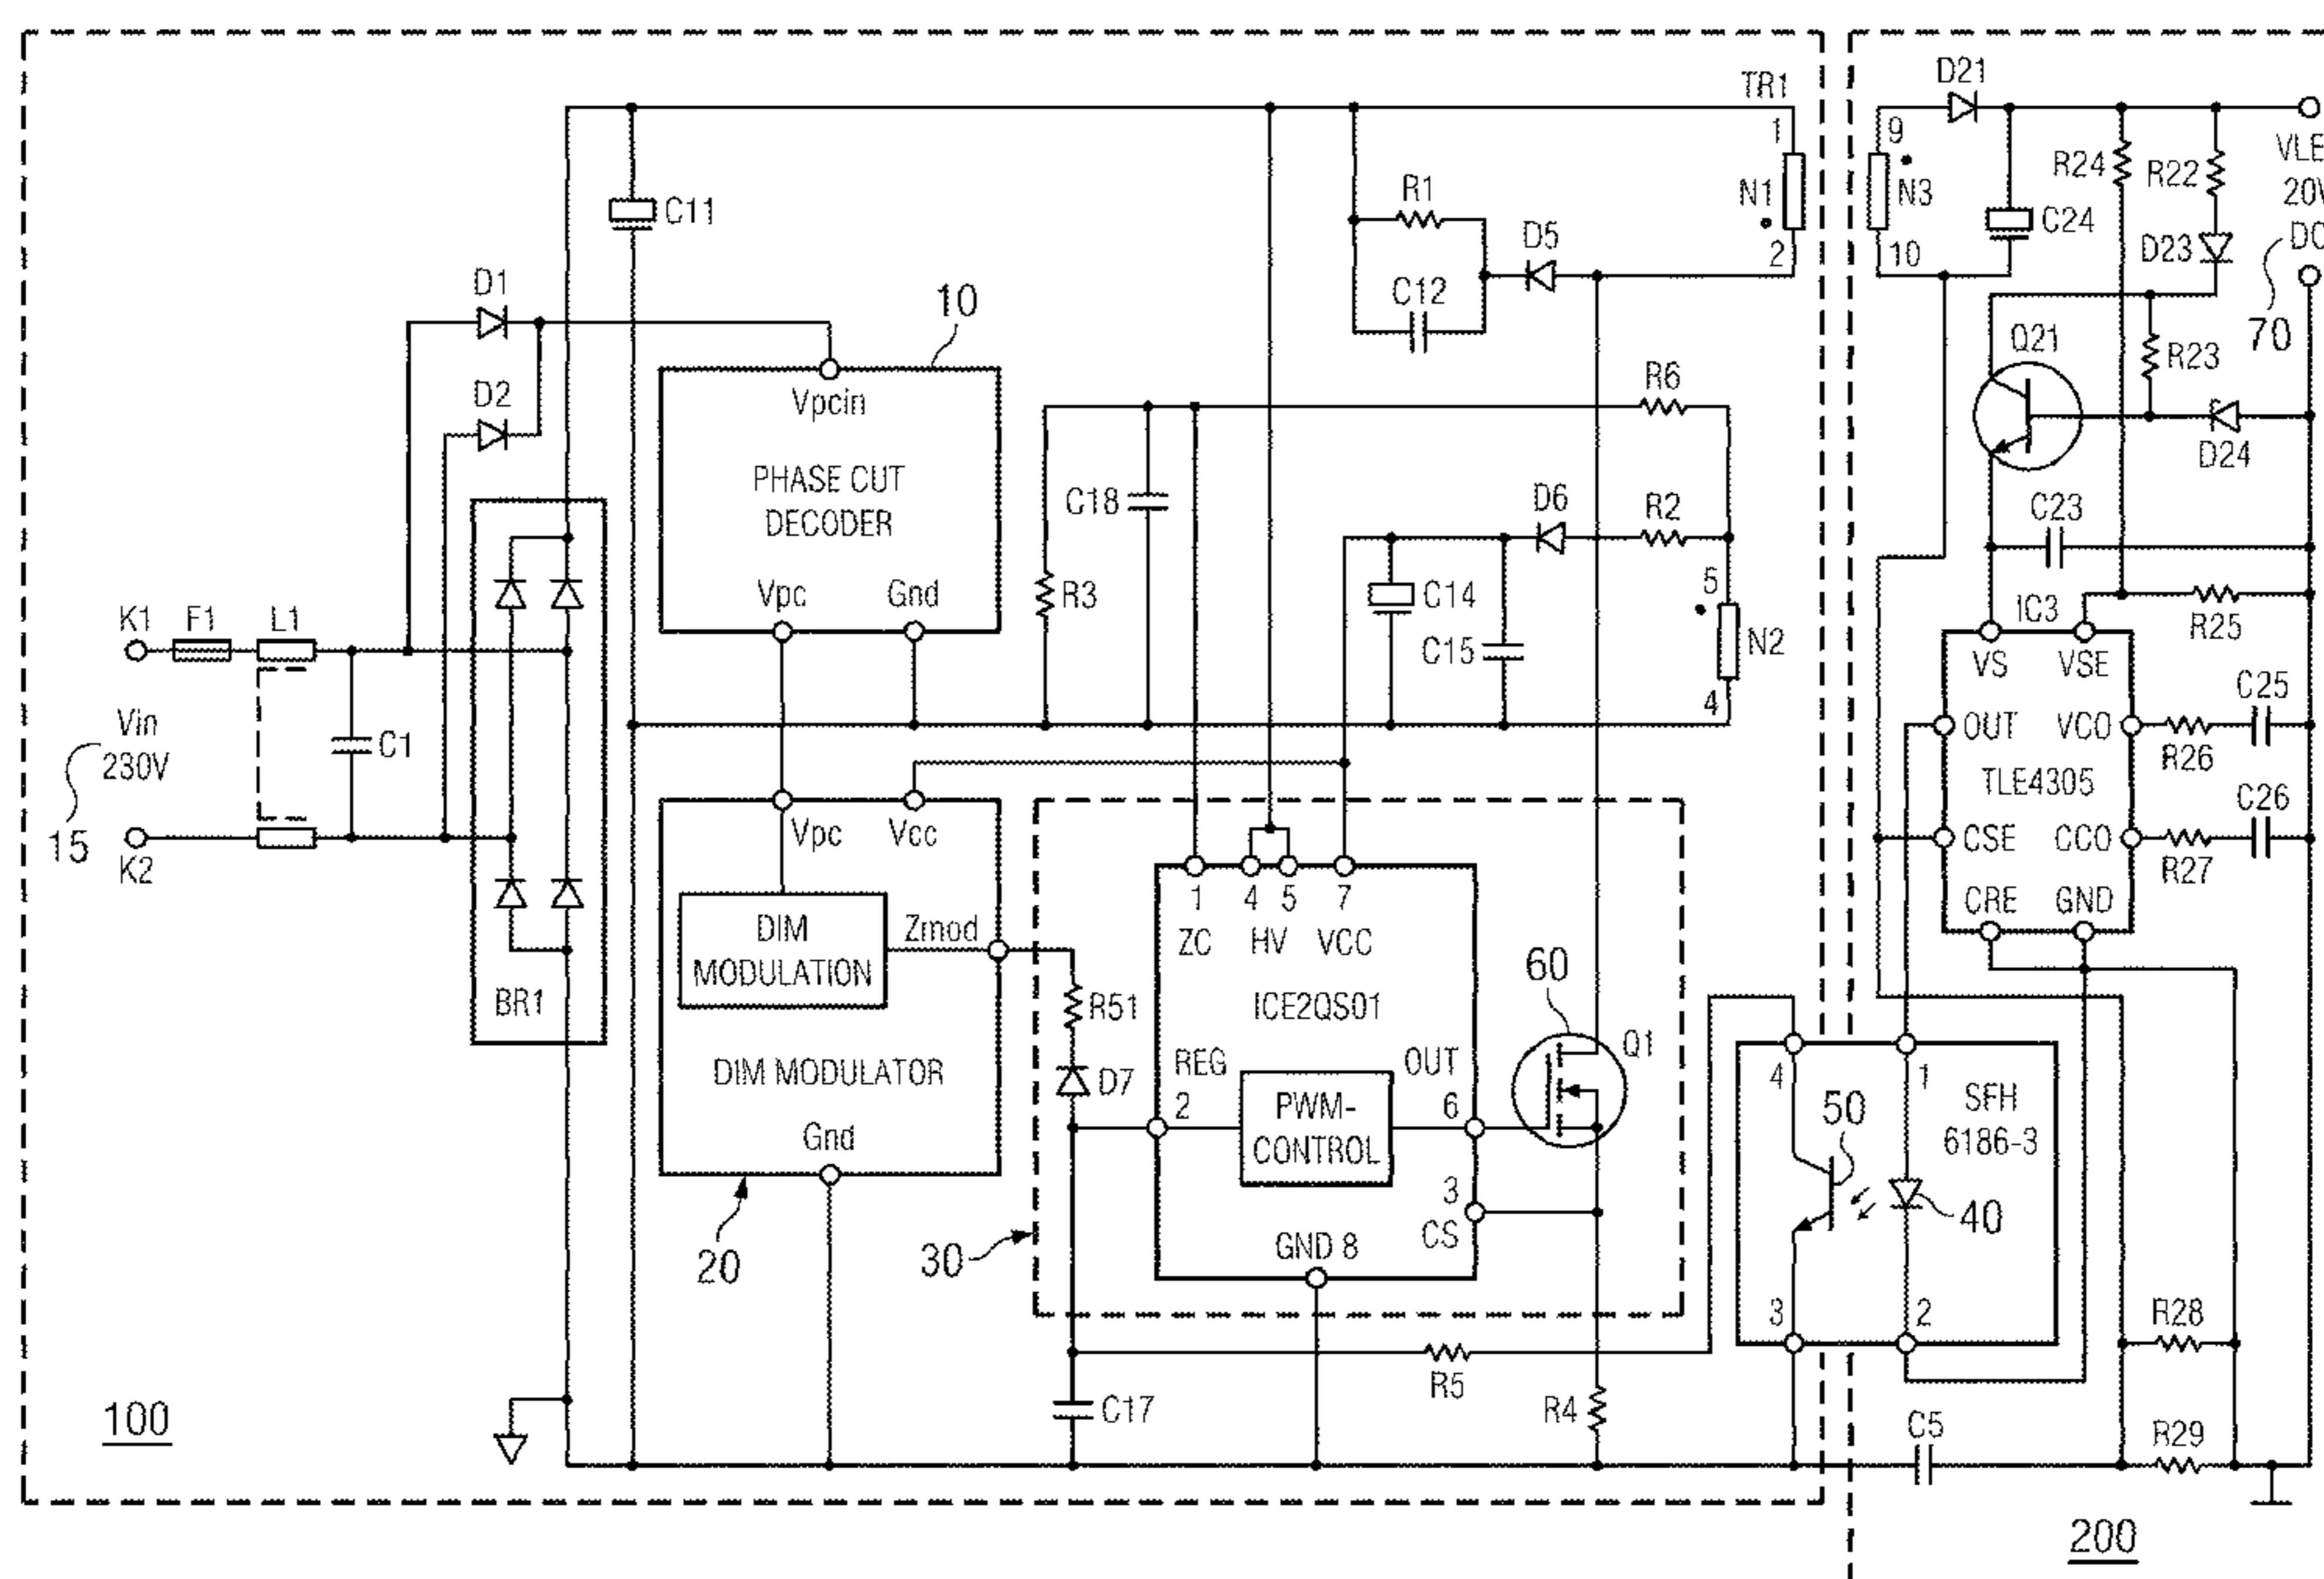 TR1
D21
1
9
VLE
R24
R22
20V
N1
N3
R1
C11
C24
DC
D5
D23
2
10
D1
C12
10
70
Q21
R23
Vpcin
R6
D2
PHASE CUT
DECODER
D24
C18
D6
R2
C23
Vpc
Gnd
R3
C14
5
IC3
K1
F1
L1
R25
C15
N2
VS
VSE
C25
4
Vin
230V
C1
OUT
VCO
R26
TLE4305
C26
15
K2
Vpc
Vcc
CSE
CCO
R27
1
4
5
7
CRE
GND
DIM
MODULATION
Zmod
ZC
HV
VCC
60
BR1
R51
ICE2QS01
Q1
DIM MODULATOR
REG
OUT
4
1
D7
2
PWM-
CONTROL
6
50
SFH
6186-3
Gnd
3
CS
40
20
30
GND 8
3
2
R28
R5
100
C17
R4
C5
R29
200